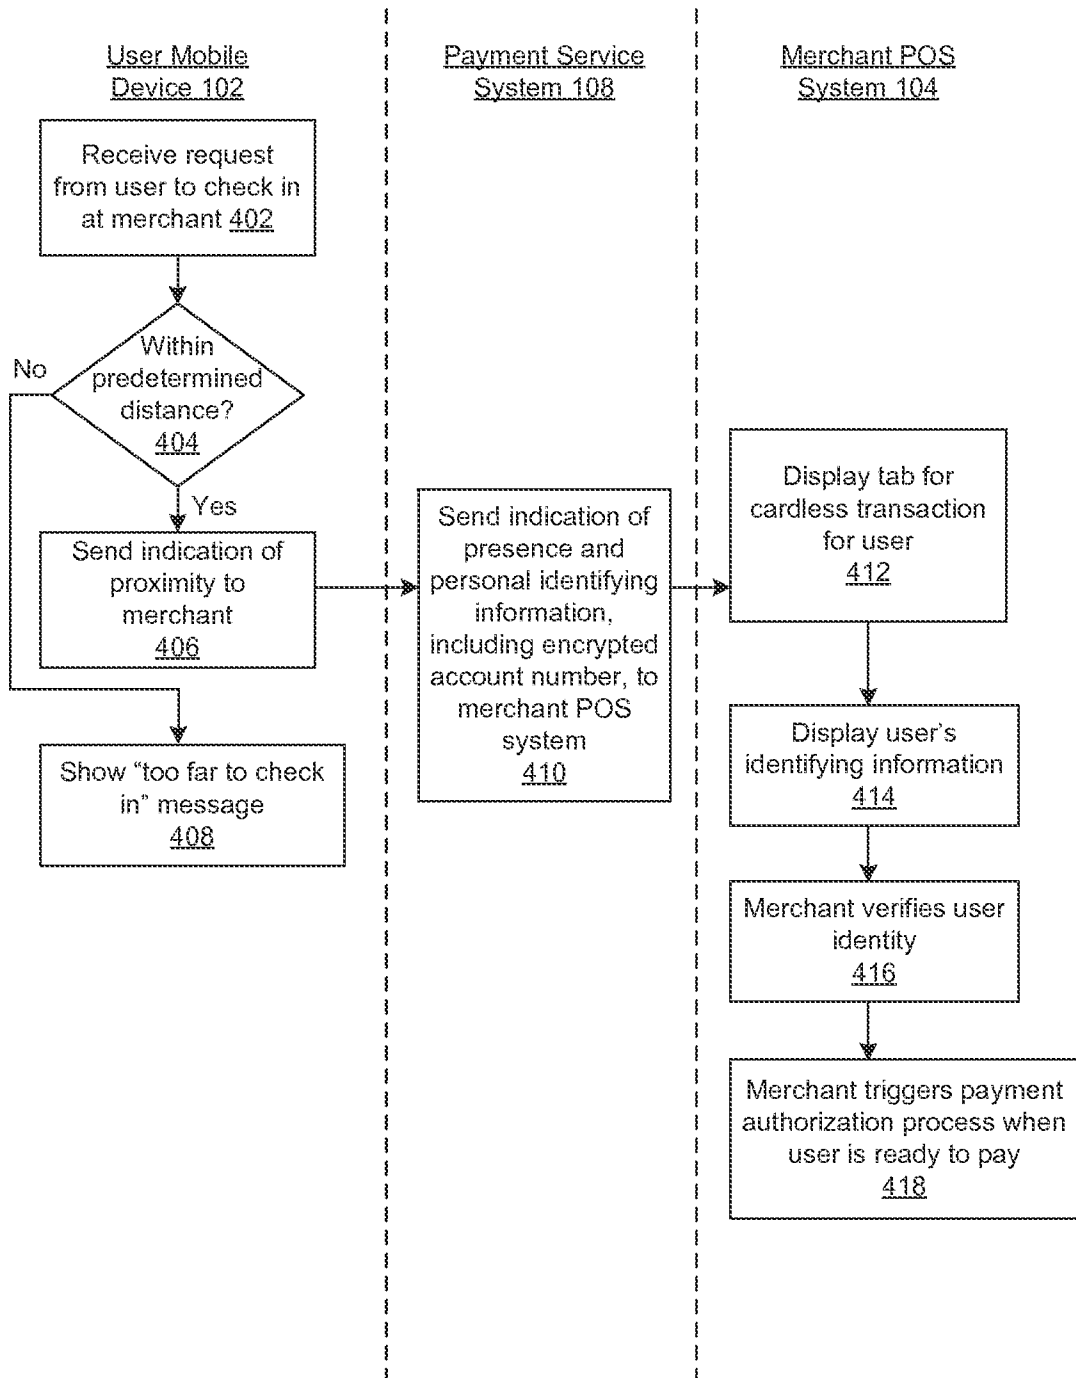 User Mobile
Device 102
Payment Service
System 108
Merchant POS
System 104
Receive request
from user to check in
at merchant 402
Within
predetermined
distance?
404
No
Yes
Send indication of
proximity to
merchant
406
Show “too far to check
in” message
408
Send indication of
presence and
personal identifying
information,
including encrypted
account number, to
merchant POS
system
410
Display tab for
cardless transaction
for user
412
Display user’s
identifying information
414
Merchant verifies user
identity
416
Merchant triggers payment
authorization process when
user is ready to pay
418